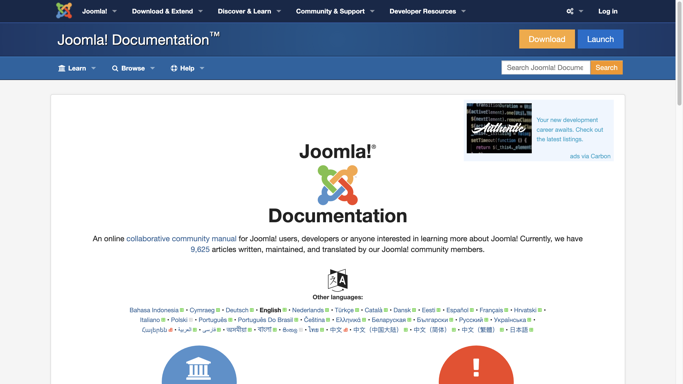 Joomla! Download & Extend Discover & Learn Community & Support Developer Resources Log in
Joomla! Documentation™ Download Launch
Learn Browse Help Search Joomla! Docume Search
Authentic
Your new development
career awaits. Check out
the latest listings.
ads via Carbon
Joomla!®
Documentation
An online collaborative community manual for Joomla! users, developers or anyone interested in learning more about Joomla! Currently, we have
9,625 articles written, maintained, and translated by our Joomla! community members.
Other languages:
Bahasa Indonesia • Cymraeg • Deutsch • English • Nederlands • Türkçe • Català • Dansk • Eesti • Español • Français • Hrvatski •
Italiano • Polski • Português • Português Do Brasil • Čeština • Ελληνικά • Беларуская • Български • Русский • Українська •
Հայերեն • العربية • فارسی • অসমীয়া • বাংলা • ไทย • 中文 • 中文（中国大陆） • 中文（简体） • 中文（繁體） • 日本語